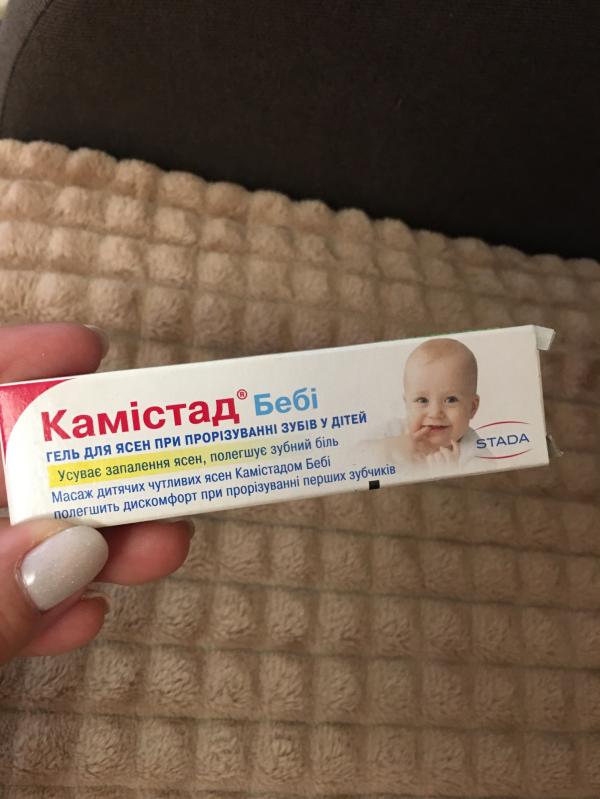 Камістад® Бебі
ГЕЛЬ ДЛЯ ЯСЕН ПРИ ПРОРІЗУВАННІ ЗУБІВ У ДІТЕЙ
Усуває запалення ясен, полегшує зубний біль
Масаж дитячих чутливих ясен Камістадом Бебі
полегшить дискомфорт при прорізуванні перших зубчиків
STADA